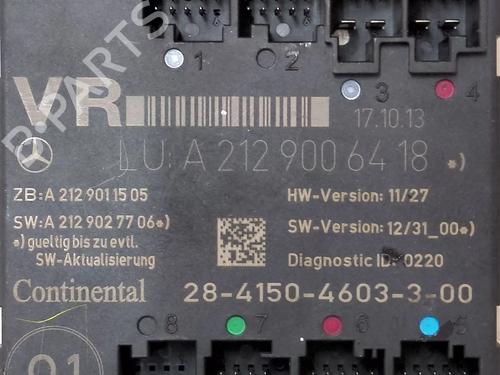 1 2 3 4
VR
17.10.13
LU: A 212 900 64 18 *)
ZB: A 212 901 15 05
HW-Version: 11/27
SW: A 212 902 77 06*)
SW-Version: 12/31_00*)
*) gueltig bis zu evtl.
SW-Aktualisierung
Diagnostic ID: 0220
Continental
28-4150-4603-3-00
8 7 6 5
01
B-PARTS